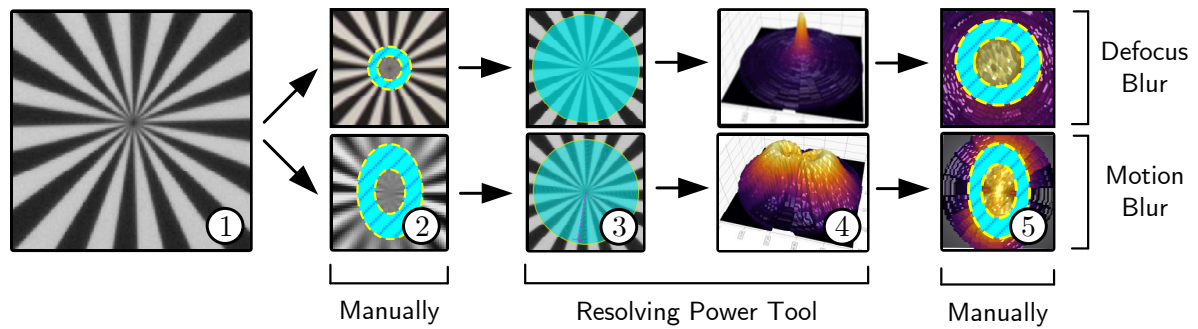 Defocus
Blur
Motion
Blur
1
2
3
4
5
Manually
Resolving Power Tool
Manually